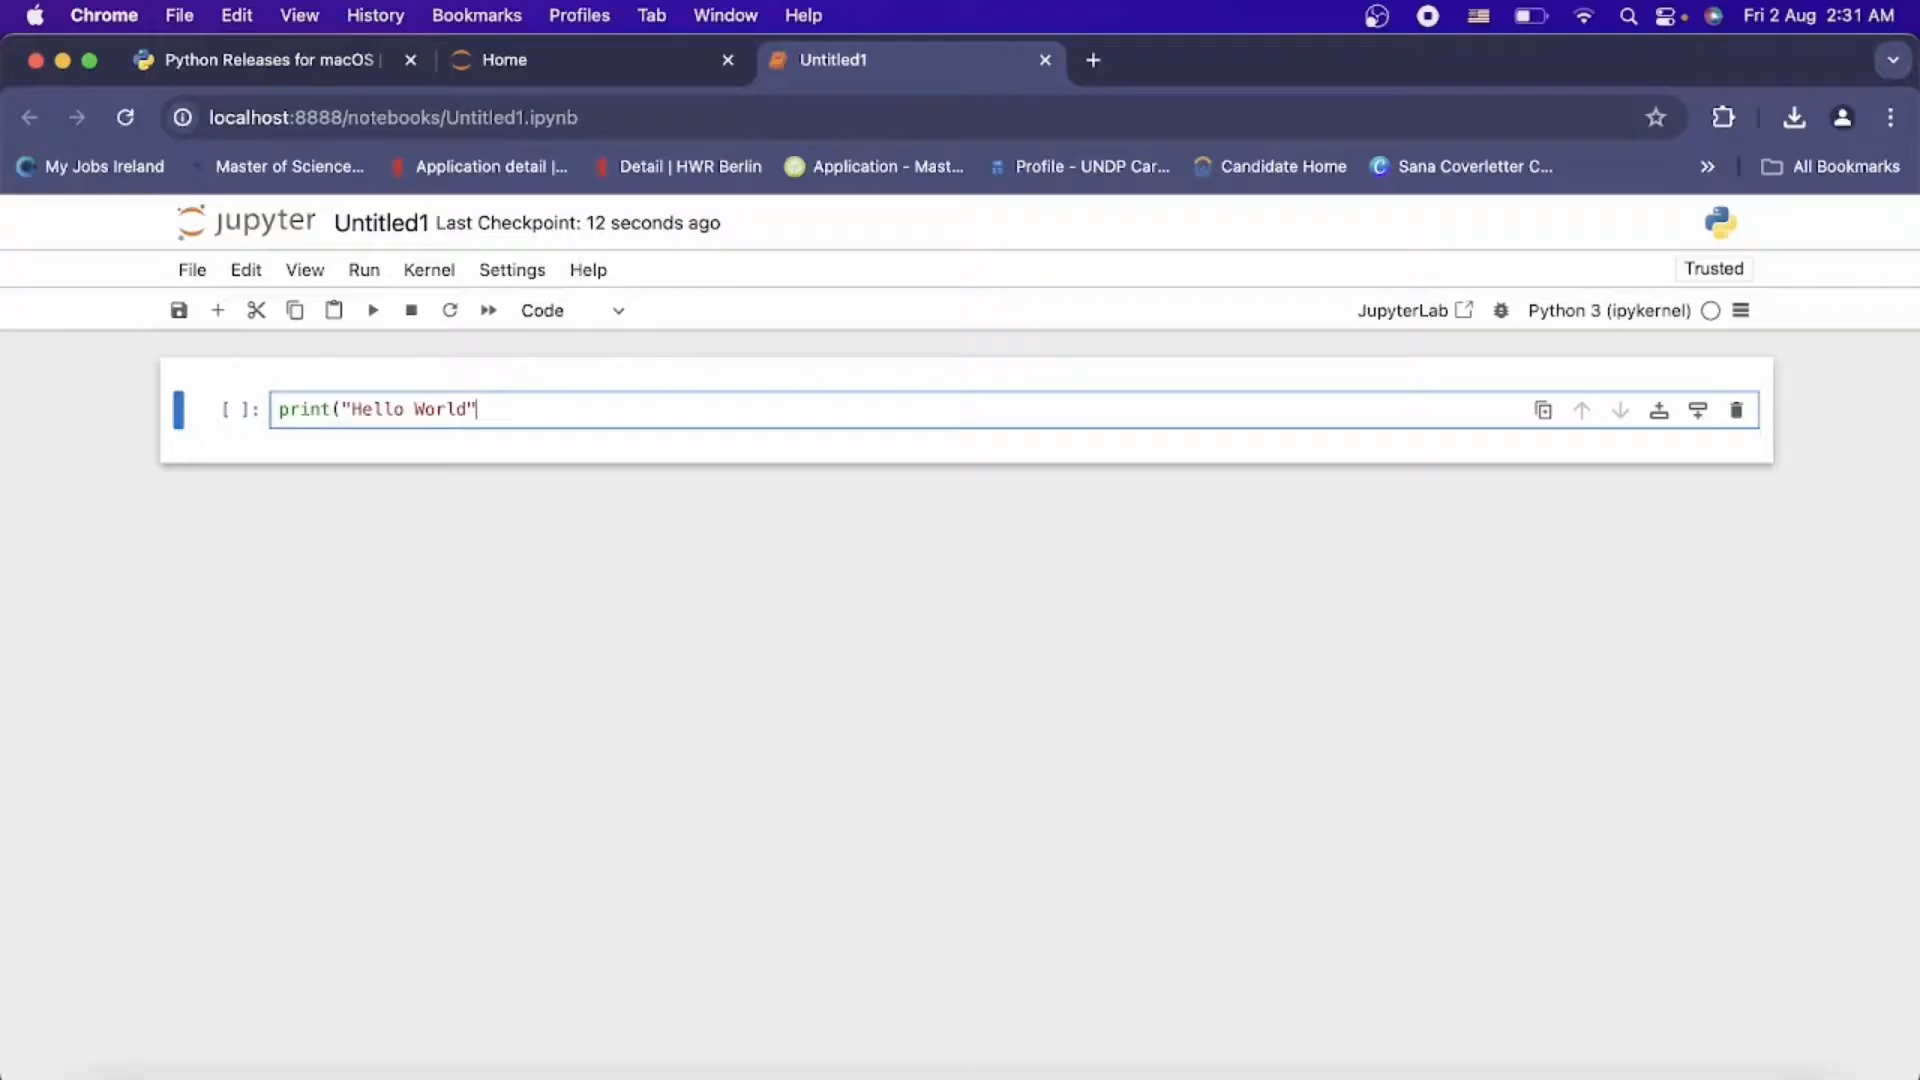 Chrome File Edit View History Bookmarks Profiles Tab Window Help Fri 2 Aug 2:31 AM
Python Releases for macOS | Home Untitled1
localhost:8888/notebooks/Untitled1.ipynb
My Jobs Ireland Master of Science... Application detail |... Detail | HWR Berlin Application - Mast... Profile - UNDP Car... Candidate Home Sana Coverletter C... All Bookmarks
jupyter Untitled1 Last Checkpoint: 12 seconds ago
File Edit View Run Kernel Settings Help Trusted
Code JupyterLab Python 3 (ipykernel)
[ ]: print("Hello World"